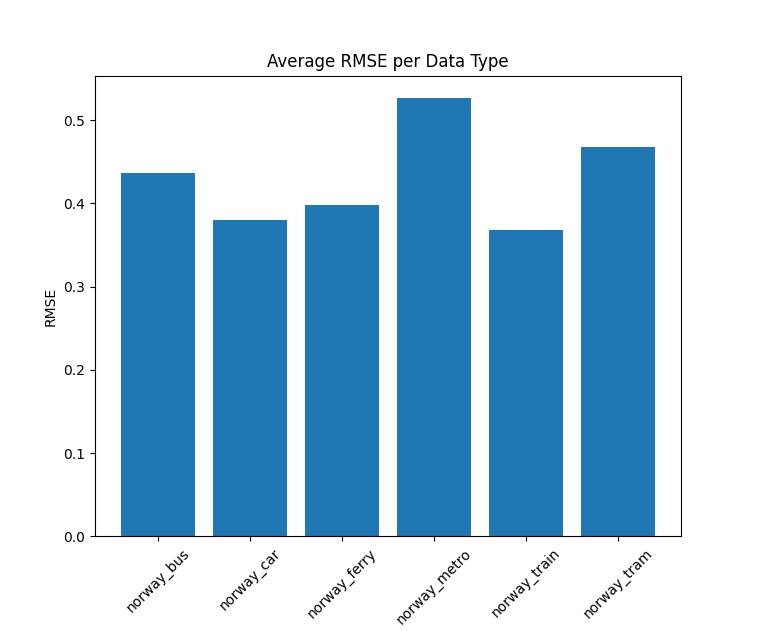 Average RMSE per Data Type
RMSE
0.5
0.4
0.3
0.2
0.1
0.0
norway_bus
norway_car
norway_ferry
norway_metro
norway_train
norway_tram